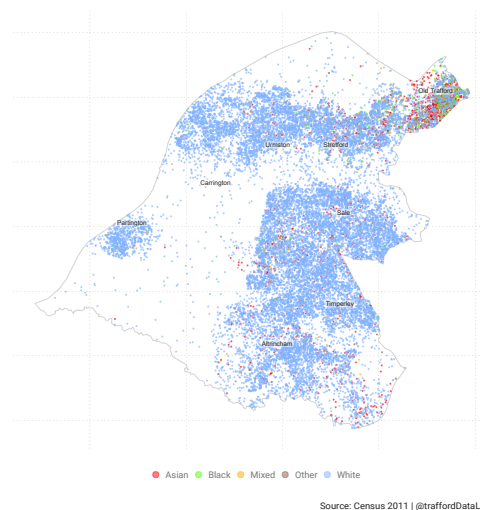 Old Trafford
Urmston
Stretford
Carrington
Sale
Partington
Timperley
Altrincham
Asian Black Mixed Other White
Source: Census 2011 | @traffordDataL